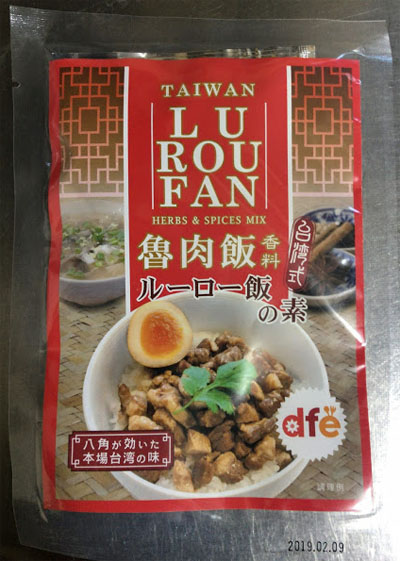 TAIWAN
LU
ROU
FAN
HERBS & SPICES MIX
魯肉飯 香料
台湾式
ルーロー飯
の素
dfe
八角が効いた
本場台湾の味
調理例
2019.02.09